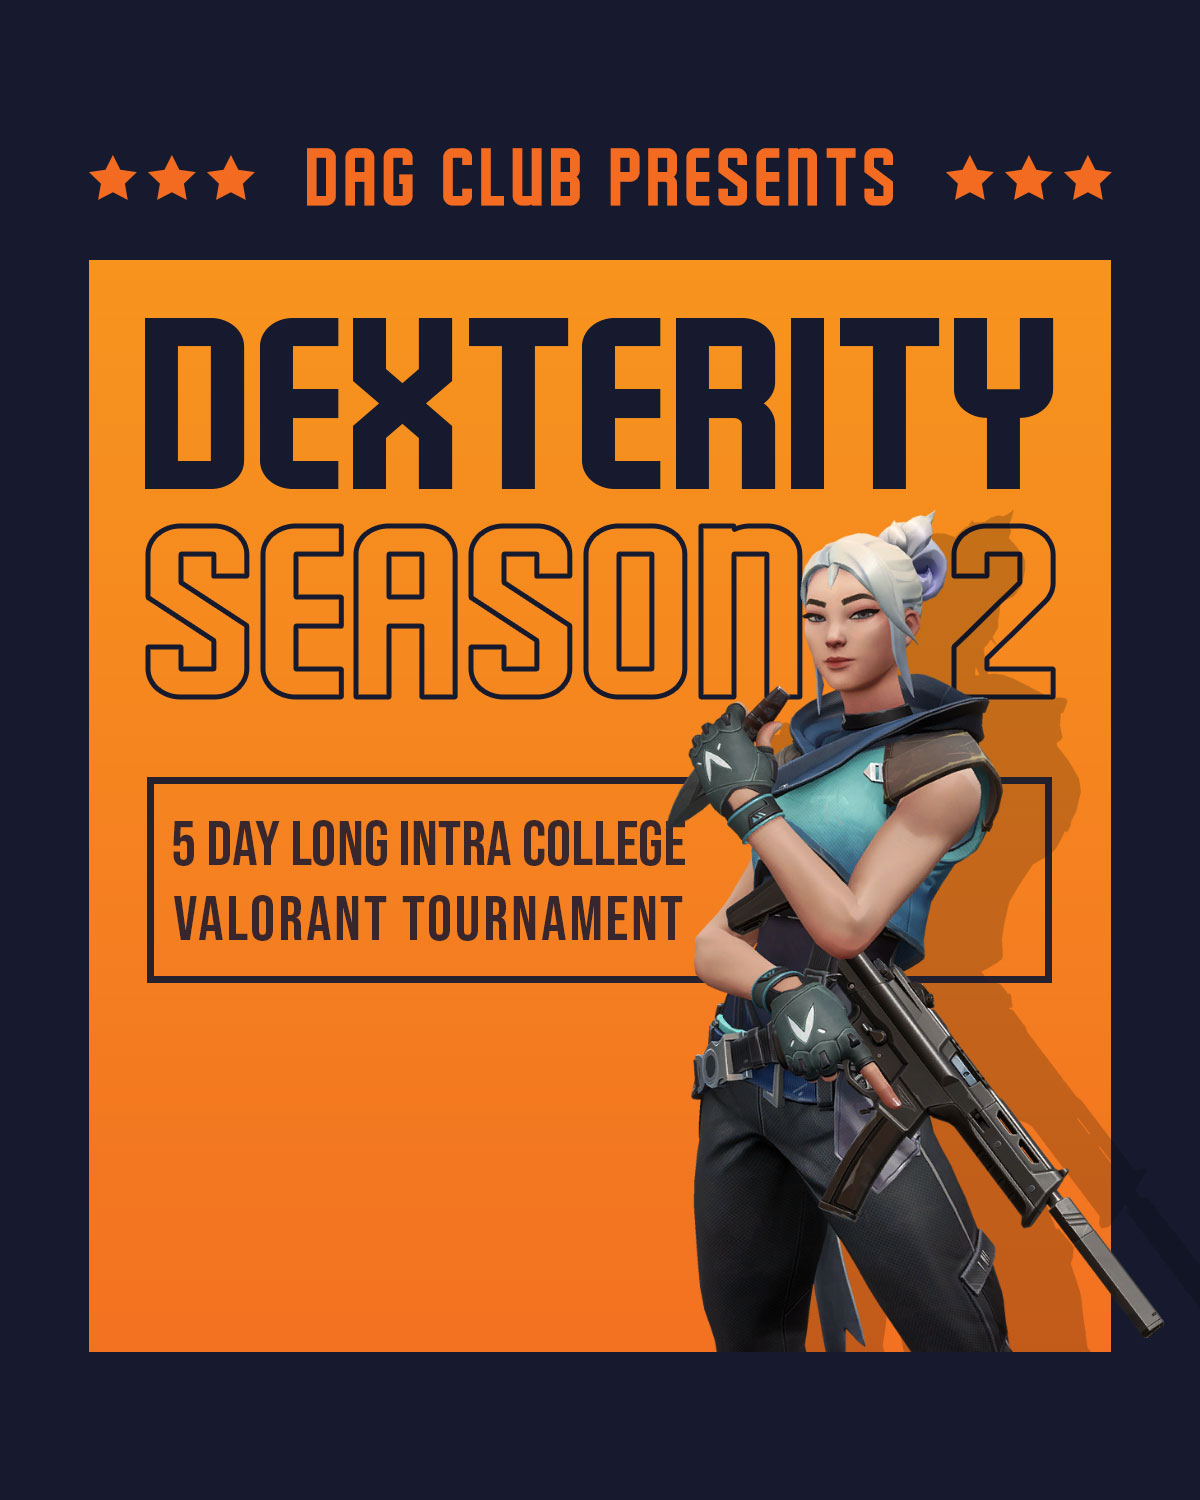 DAG CLUB PRESENTS
DEXTERITY
SEASON 2
5 DAY LONG INTRA COLLEGE
VALORANT TOURNAMENT